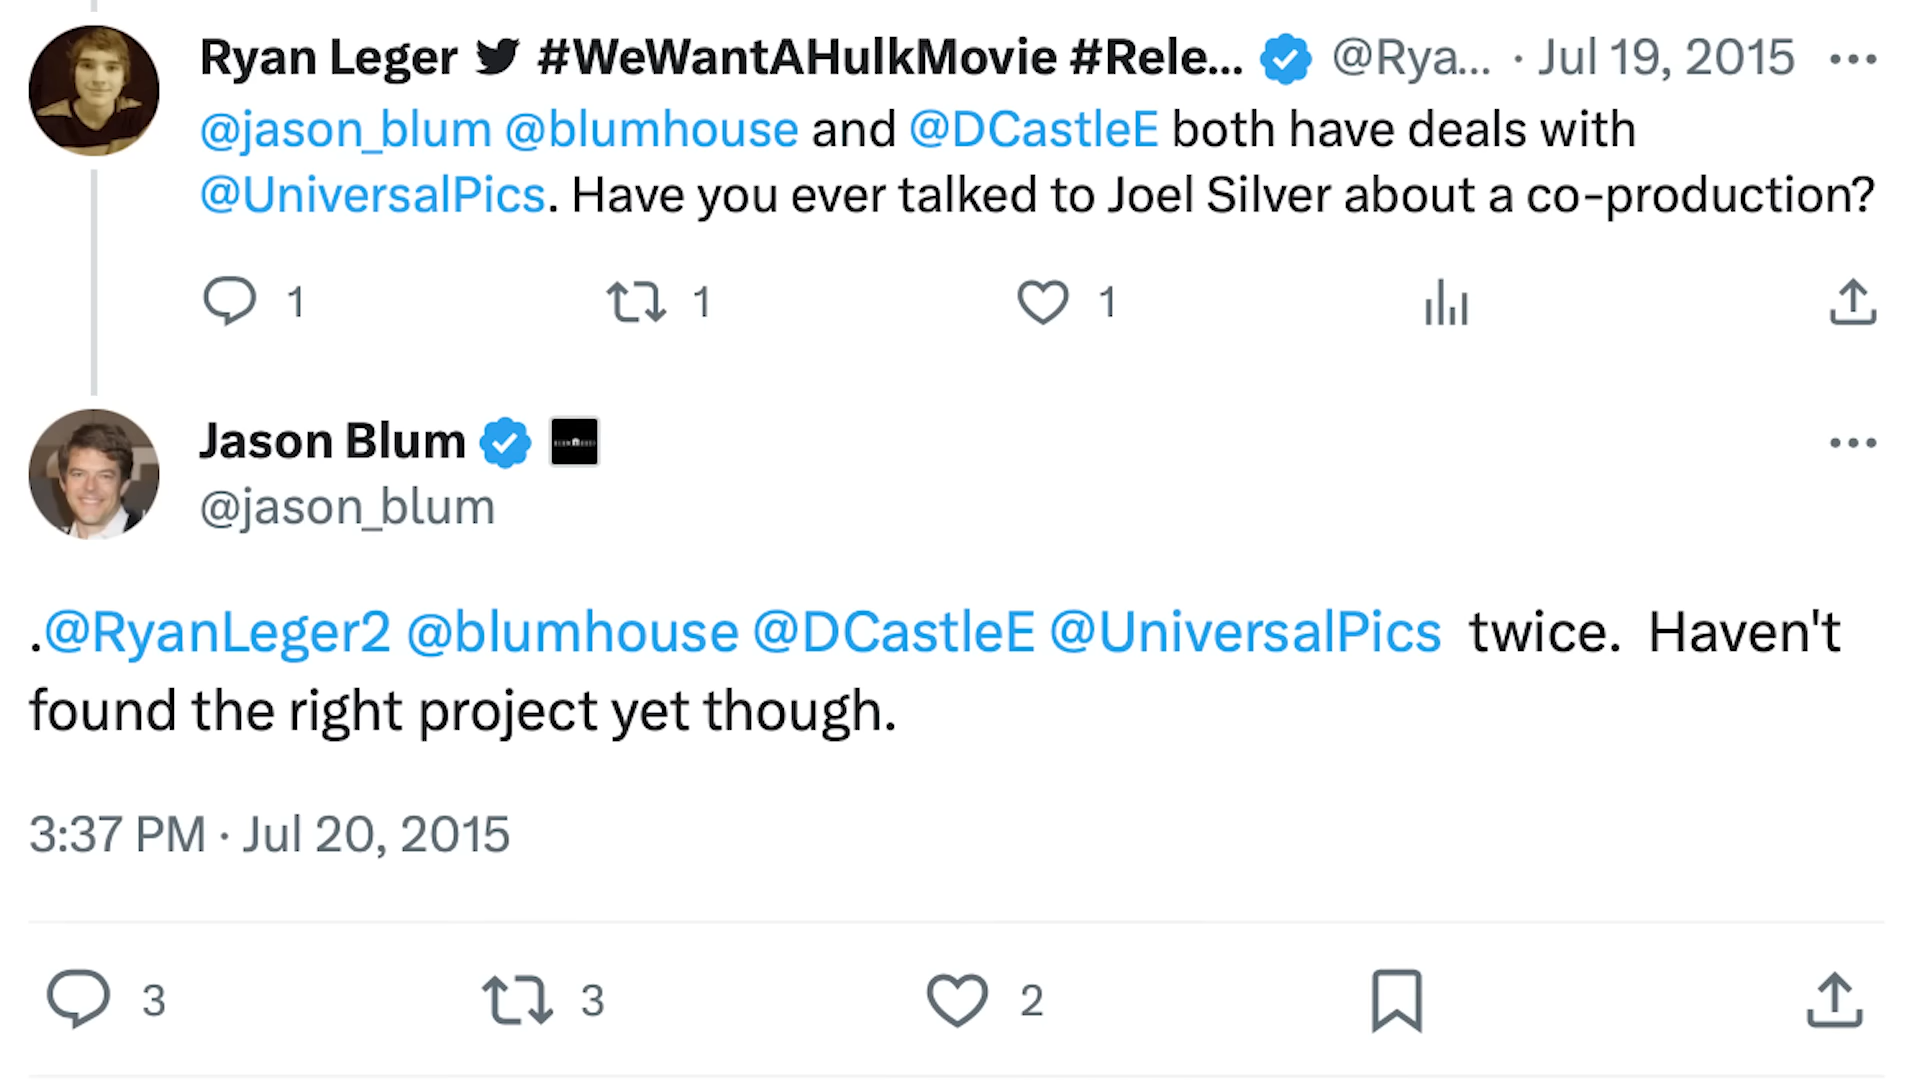 Ryan Leger #WeWantAHulkMovie #Rele... @Rya... · Jul 19, 2015
@jason_blum @blumhouse and @DCastleE both have deals with
@UniversalPics. Have you ever talked to Joel Silver about a co-production?
1 1 1
Jason Blum
@jason_blum
.@RyanLeger2 @blumhouse @DCastleE @UniversalPics twice. Haven't
found the right project yet though.
3:37 PM · Jul 20, 2015
3 3 2